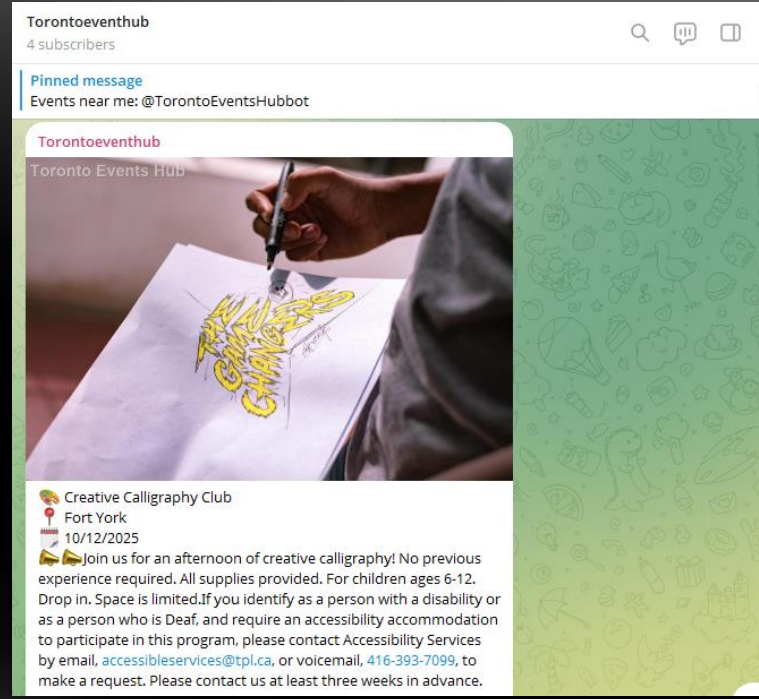 Torontoeventhub
4 subscribers
Pinned message
Events near me: @TorontoEventsHubbot
Torontoeventhub
Toronto Events Hub
THE
GAME
CHANGERS
Creative Calligraphy Club
Fort York
10/12/2025
Join us for an afternoon of creative calligraphy! No previous
experience required. All supplies provided. For children ages 6-12.
Drop in. Space is limited.If you identify as a person with a disability or
as a person who is Deaf, and require an accessibility accommodation
to participate in this program, please contact Accessibility Services
by email, accessibleservices@tpl.ca, or voicemail, 416-393-7099, to
make a request. Please contact us at least three weeks in advance.